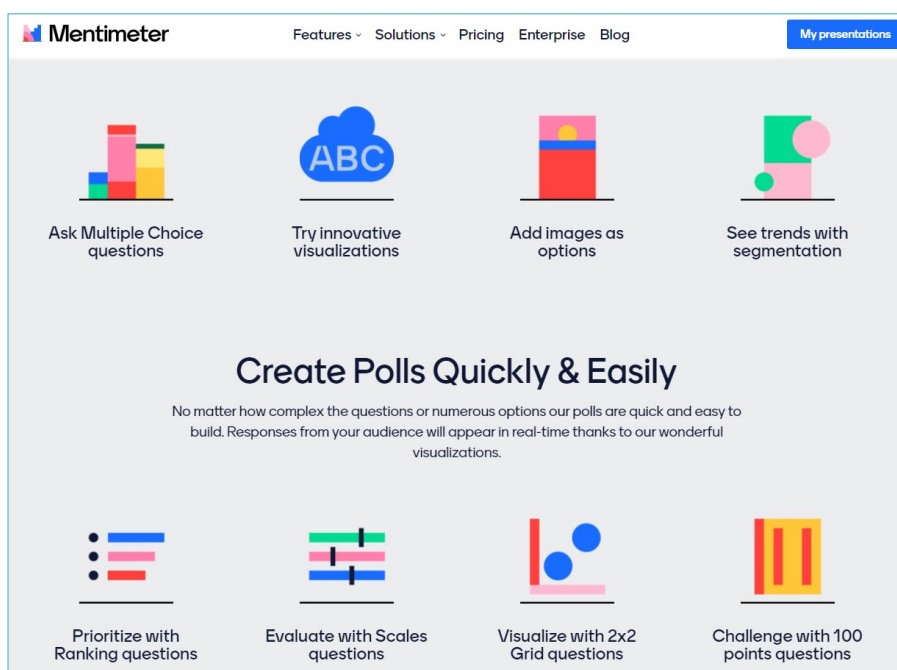 Mentimeter
Features Solutions Pricing Enterprise Blog
My presentations
ABC
Ask Multiple Choice
questions
Try innovative
visualizations
Add images as
options
See trends with
segmentation
Create Polls Quickly & Easily
No matter how complex the questions or numerous options our polls are quick and easy to
build. Responses from your audience will appear in real-time thanks to our wonderful
visualizations.
Prioritize with
Ranking questions
Evaluate with Scales
questions
Visualize with 2x2
Grid questions
Challenge with 100
points questions